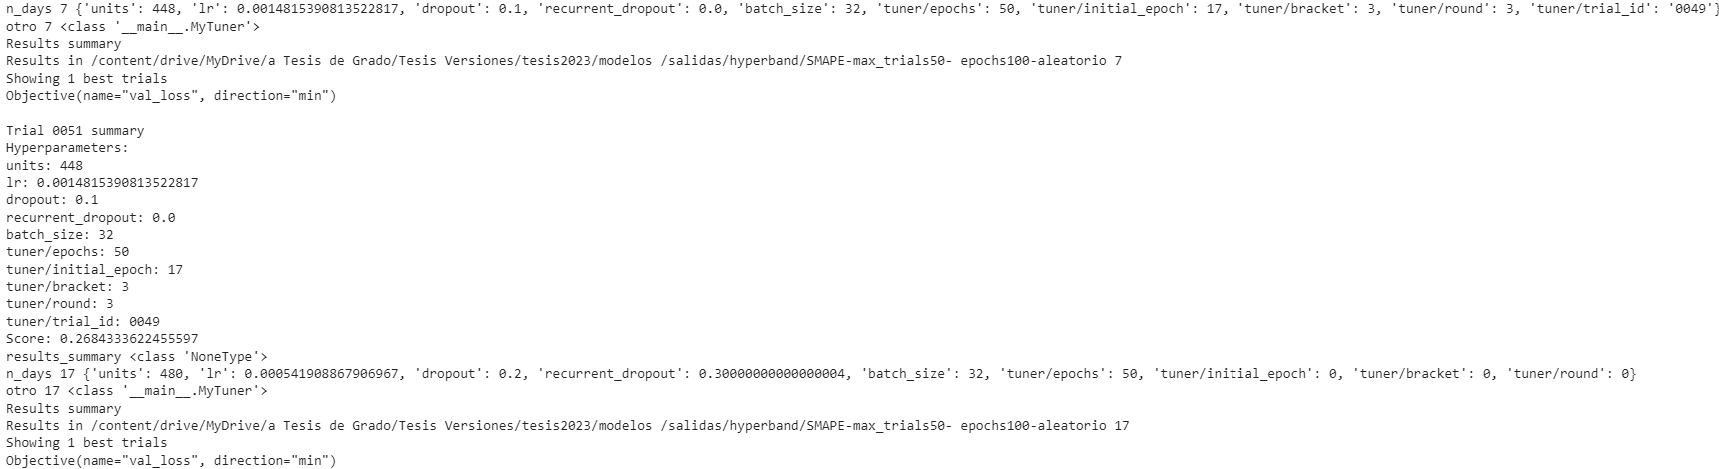 n_days 7 {'units': 448, 'lr': 0.0014815390813522817, 'dropout': 0.1, 'recurrent_dropout': 0.0, 'batch_size': 32, 'tuner/epochs': 50, 'tuner/initial_epoch': 17, 'tuner/bracket': 3, 'tuner/round': 3, 'tuner/trial_id': '0049'}
otro 7 <class '__main__.MyTuner'>
Results summary
Results in /content/drive/MyDrive/a Tesis de Grado/Tesis Versiones/tesis2023/modelos /salidas/hyperband/SMAPE-max_trials50- epochs100-aleatorio 7
Showing 1 best trials
Objective(name="val_loss", direction="min")

Trial 0051 summary
Hyperparameters:
units: 448
lr: 0.0014815390813522817
dropout: 0.1
recurrent_dropout: 0.0
batch_size: 32
tuner/epochs: 50
tuner/initial_epoch: 17
tuner/bracket: 3
tuner/round: 3
tuner/trial_id: 0049
Score: 0.2684333622455597
results_summary <class 'NoneType'>
n_days 17 {'units': 480, 'lr': 0.000541908867906967, 'dropout': 0.2, 'recurrent_dropout': 0.30000000000000004, 'batch_size': 32, 'tuner/epochs': 50, 'tuner/initial_epoch': 0, 'tuner/bracket': 0, 'tuner/round': 0}
otro 17 <class '__main__.MyTuner'>
Results summary
Results in /content/drive/MyDrive/a Tesis de Grado/Tesis Versiones/tesis2023/modelos /salidas/hyperband/SMAPE-max_trials50- epochs100-aleatorio 17
Showing 1 best trials
Objective(name="val_loss", direction="min")